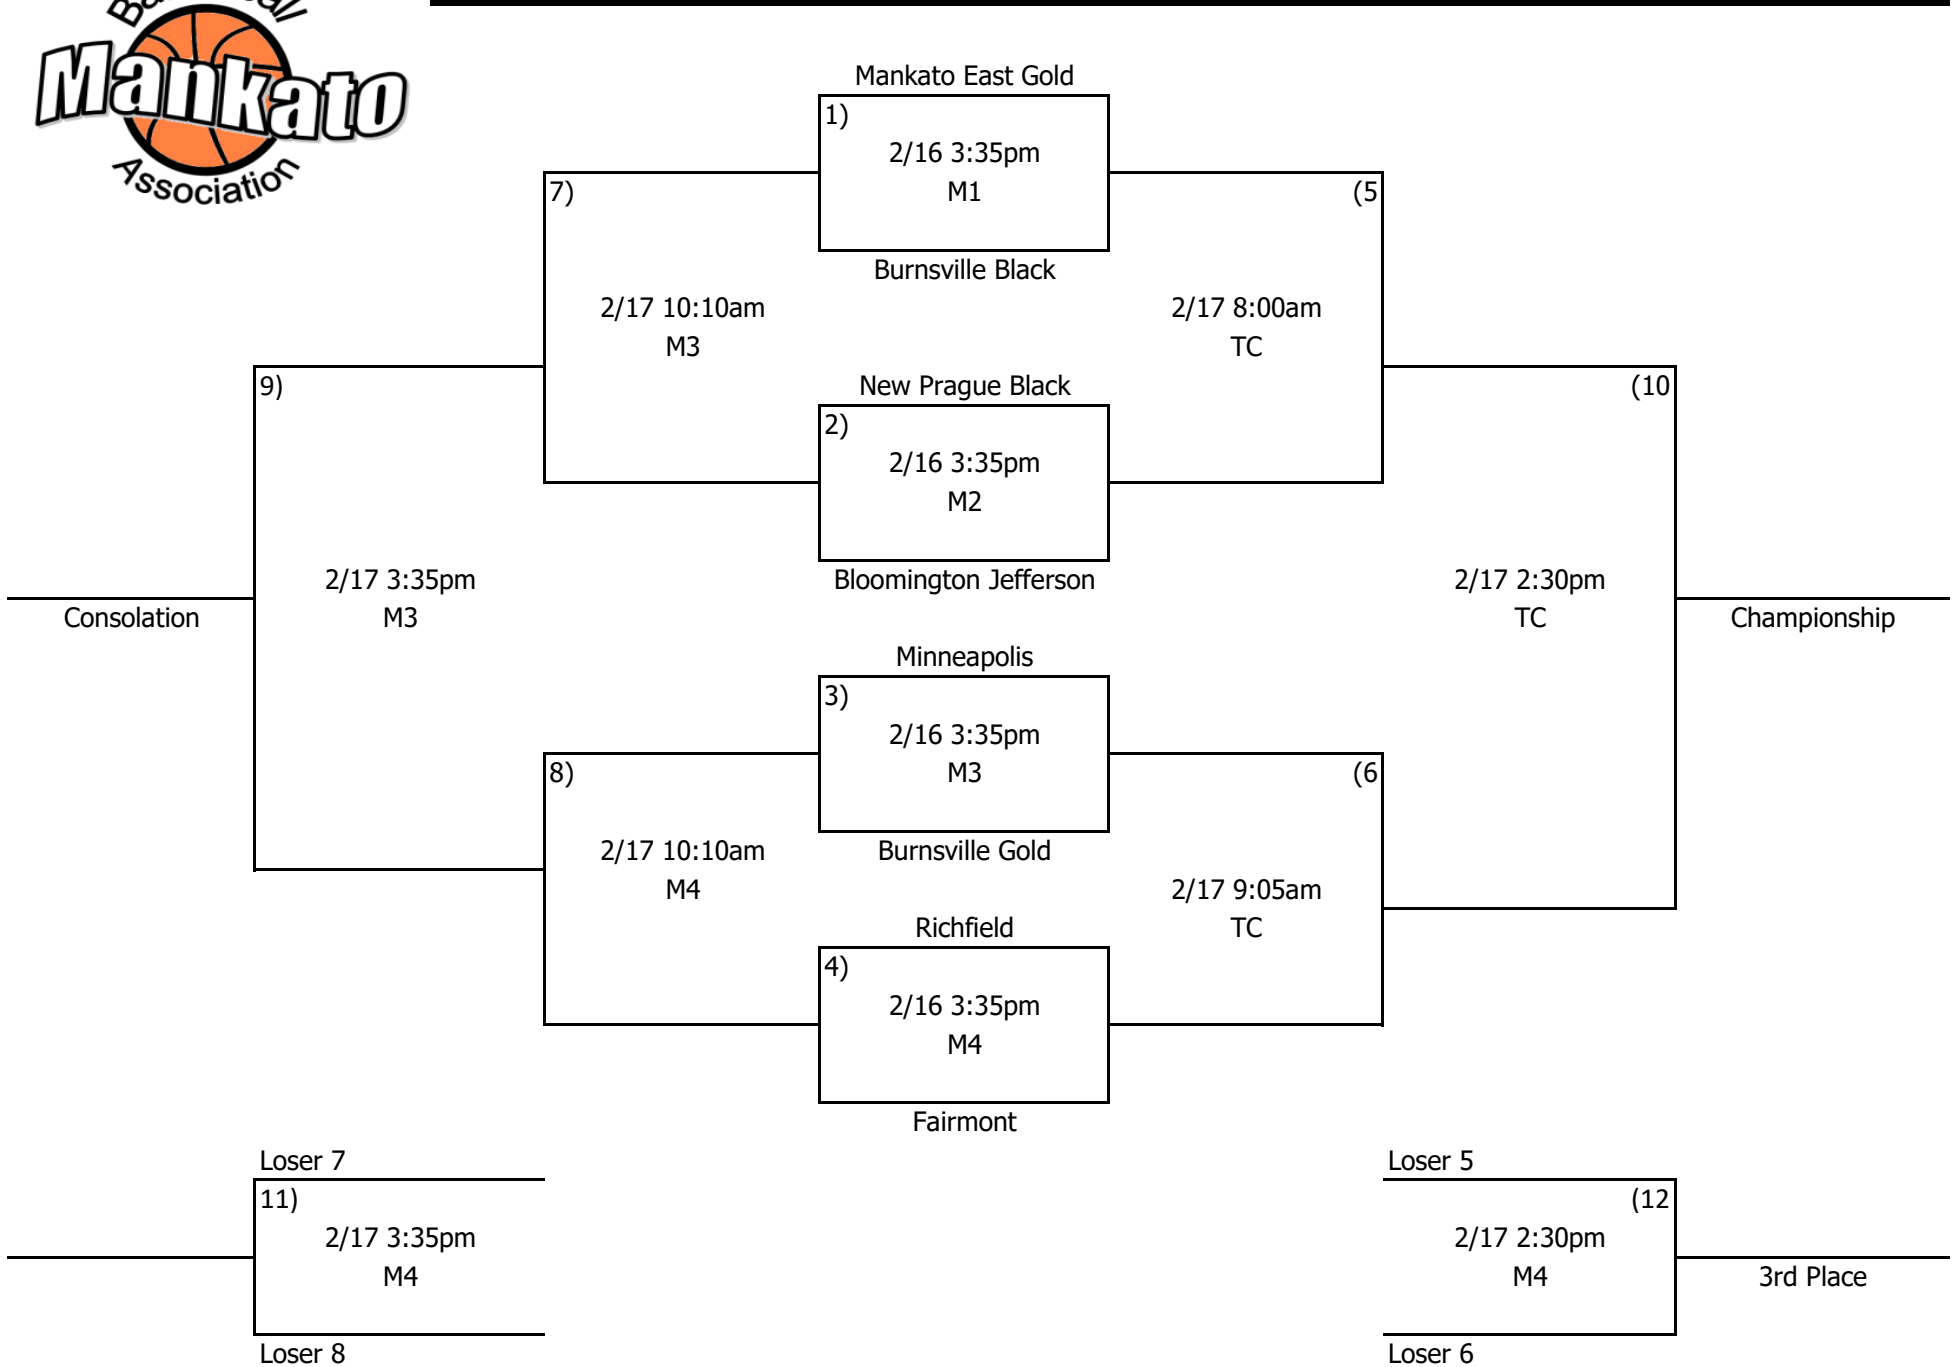 Mankato
Association
Mankato East Gold
1)
2/16 3:35pm
M1
Burnsville Black
7)
2/17 10:10am
M3
(5
2/17 8:00am
TC
New Prague Black
2)
2/16 3:35pm
M2
Bloomington Jefferson
9)
2/17 3:35pm
M3
Consolation
(10
2/17 2:30pm
TC
Championship
Minneapolis
3)
2/16 3:35pm
M3
Burnsville Gold
8)
2/17 10:10am
M4
(6
2/17 9:05am
TC
Richfield
4)
2/16 3:35pm
M4
Fairmont
Loser 7
11)
2/17 3:35pm
M4
Loser 8
Loser 5
(12
2/17 2:30pm
M4
3rd Place
Loser 6